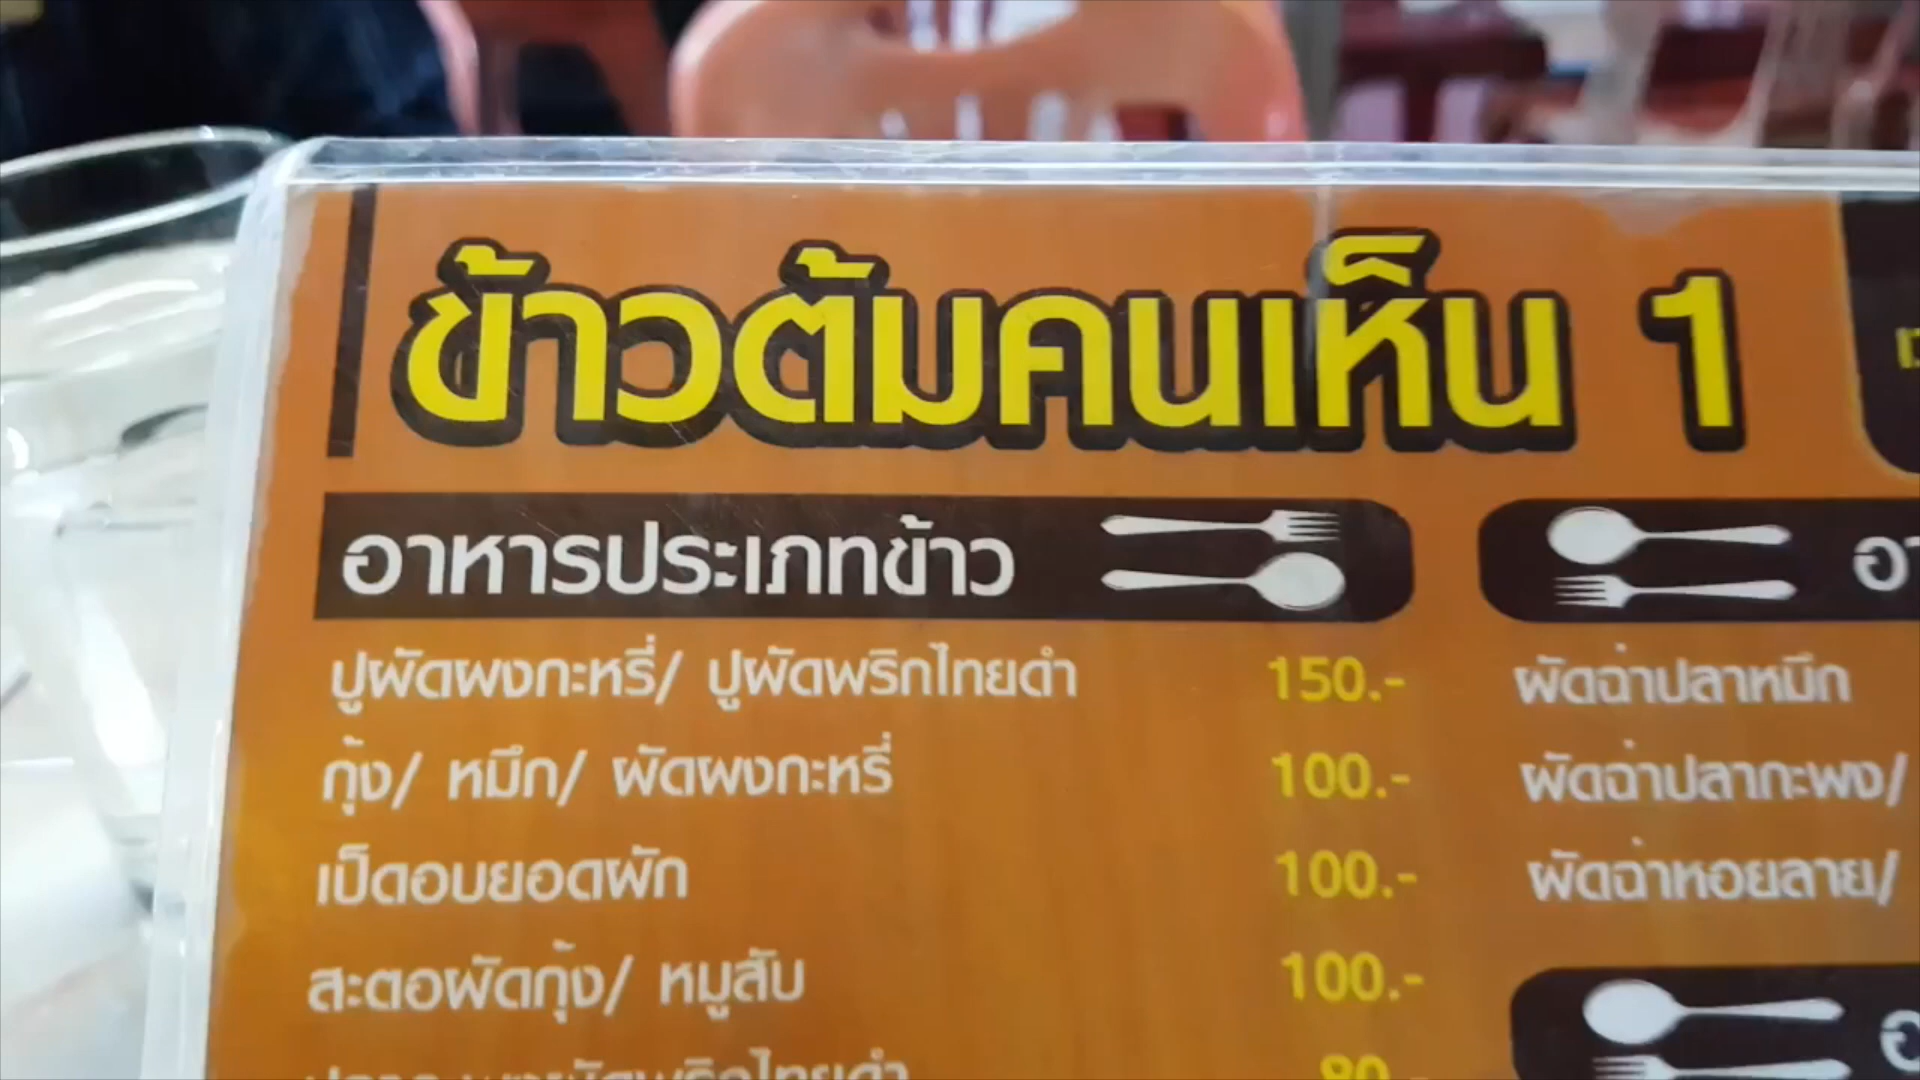 ข้าวต้มคนเห็น 1
อาหารประเภทข้าว
ปูผัดผงกะหรี่/ ปูผัดพริกไทยดำ 150.-
กุ้ง/ หมึก/ ผัดผงกะหรี่ 100.-
เป็ดอบยอดผัก 100.-
สะตอผัดกุ้ง/ หมูสับ 100.-
ผัดฉ่าปลาหมึก
ผัดฉ่าปลากะพง/
ผัดฉ่าหอยลาย/